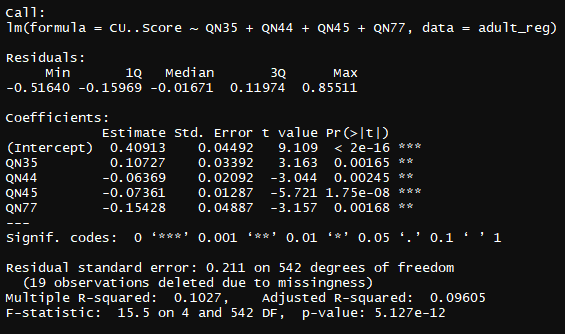 Call:
lm(formula = CU..Score ~ QN35 + QN44 + QN45 + QN77, data = adult_reg)
Residuals:
Min 1Q Median 3Q Max
-0.51640 -0.15969 -0.01671 0.11974 0.85511
Coefficients:
Estimate Std. Error t value Pr(>|t|)
(Intercept) 0.40913 0.04492 9.109 < 2e-16 ***
QN35 0.10727 0.03392 3.163 0.00165 **
QN44 -0.06369 0.02092 -3.044 0.00245 **
QN45 -0.07361 0.01287 -5.721 1.75e-08 ***
QN77 -0.15428 0.04887 -3.157 0.00168 **
---
Signif. codes: 0 ‘***’ 0.001 ‘**’ 0.01 ‘*’ 0.05 ‘.’ 0.1 ‘ ’ 1
Residual standard error: 0.211 on 542 degrees of freedom
(19 observations deleted due to missingness)
Multiple R-squared: 0.1027, Adjusted R-squared: 0.09605
F-statistic: 15.5 on 4 and 542 DF, p-value: 5.127e-12